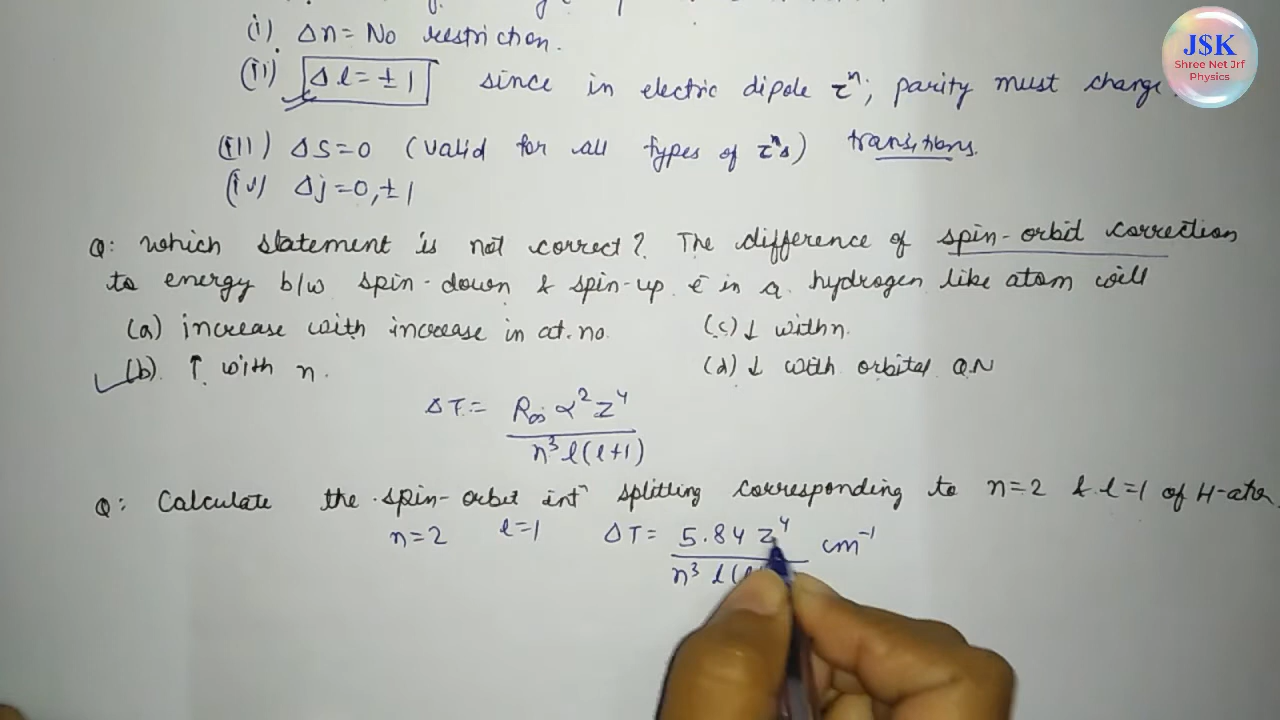 (i) Δn = No restriction.
(ii) Δl = ±1 since in electric dipole τⁿ; parity must change.
(iii) ΔS=0 (valid for all types of τⁿs) transitions.
(iv) Δj = 0, ±1
Q: which statement is not correct? The difference of spin-orbit correction
to energy b/w spin-down & spin-up e⁻ in a hydrogen like atom will
(a) increase with increase in at. no. (c) ↓ with n.
(b) ↑ with n. (d) ↓ with orbital Q.N
ΔT = R∞ α² Z⁴ / n³ l(l+1)
Q: Calculate the spin-orbit intⁿ splitting corresponding to n=2 & l=1 of H-atom.
n=2 l=1 ΔT = 5.84 Z⁴ / n³ l( cm⁻¹
JSK
Shree Net Jrf
Physics